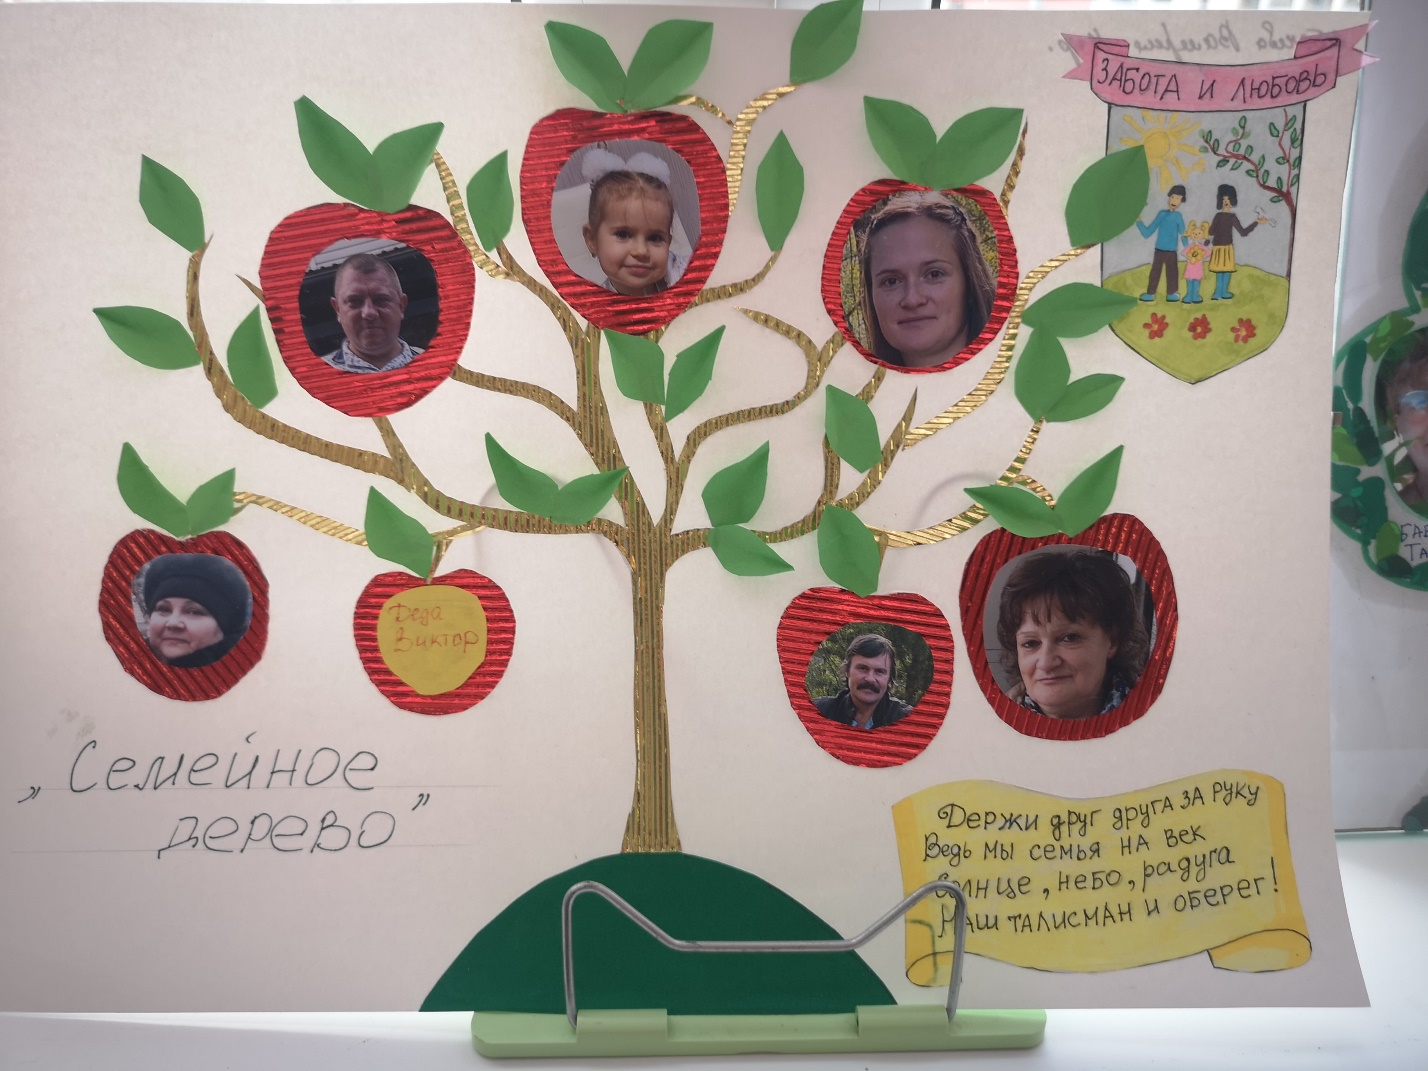 ЗАБОТА И ЛЮБОВЬ
Деда
Виктор
„Семейное
дерево”
Держи друг друга ЗА РУКУ
Ведь мы семья на век
Солнце, небо, радуга
Наш талисман и оберег!